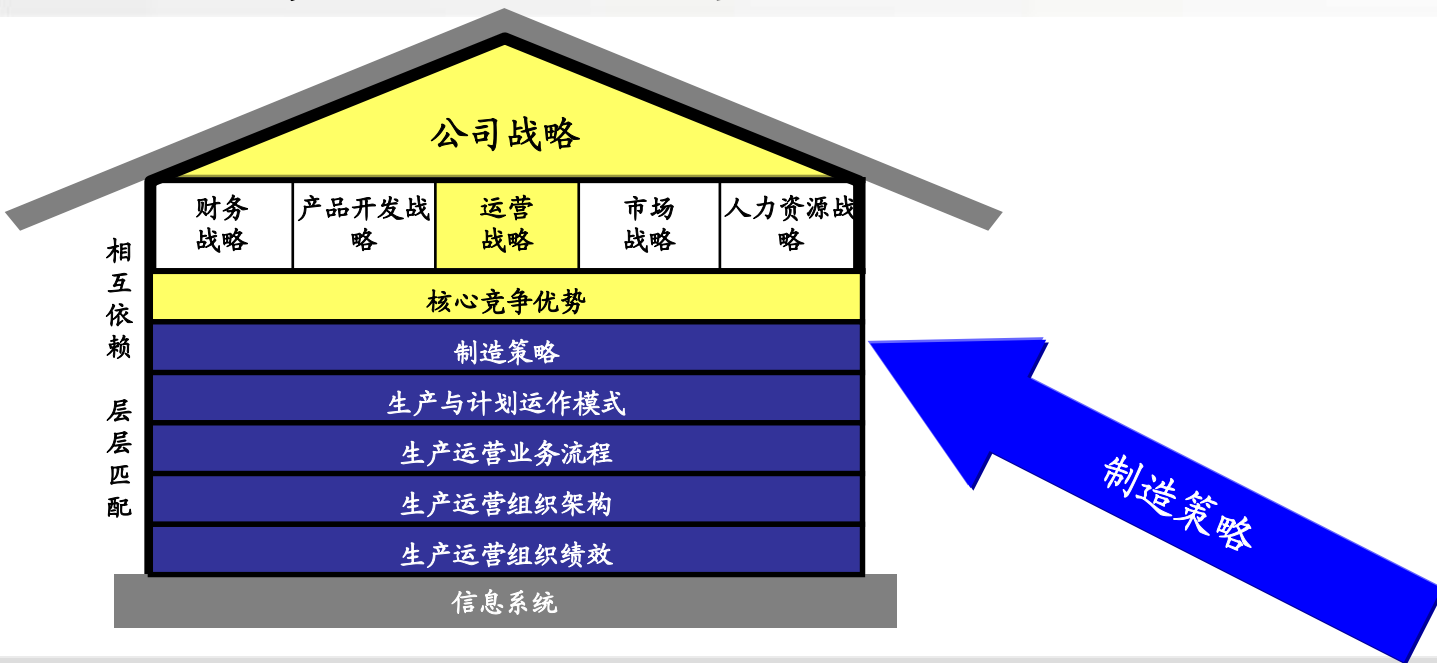 公司战略
财务
战略
产品开发战
略
运营
战略
市场
战略
人力资源战
略
相互依赖 层层匹配
核心竞争优势
制造策略
生产与计划运作模式
生产运营业务流程
生产运营组织架构
生产运营组织绩效
信息系统
制造策略